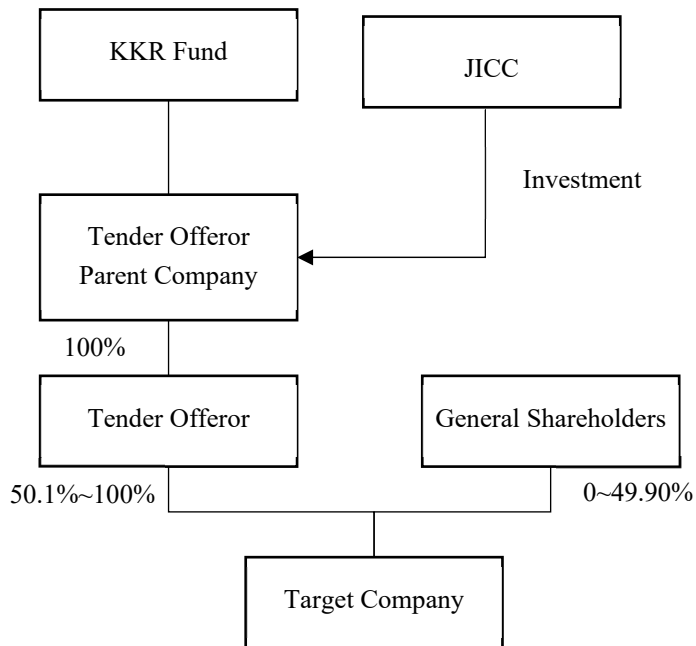 KKR Fund
JICC
Investment
Tender Offeror
Parent Company
100%
Tender Offeror
General Shareholders
50.1%~100%
0~49.90%
Target Company